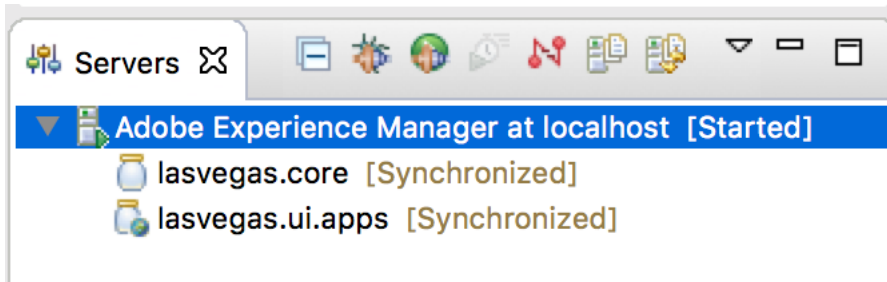 Servers
Adobe Experience Manager at localhost [Started]
lasvegas.core [Synchronized]
lasvegas.ui.apps [Synchronized]